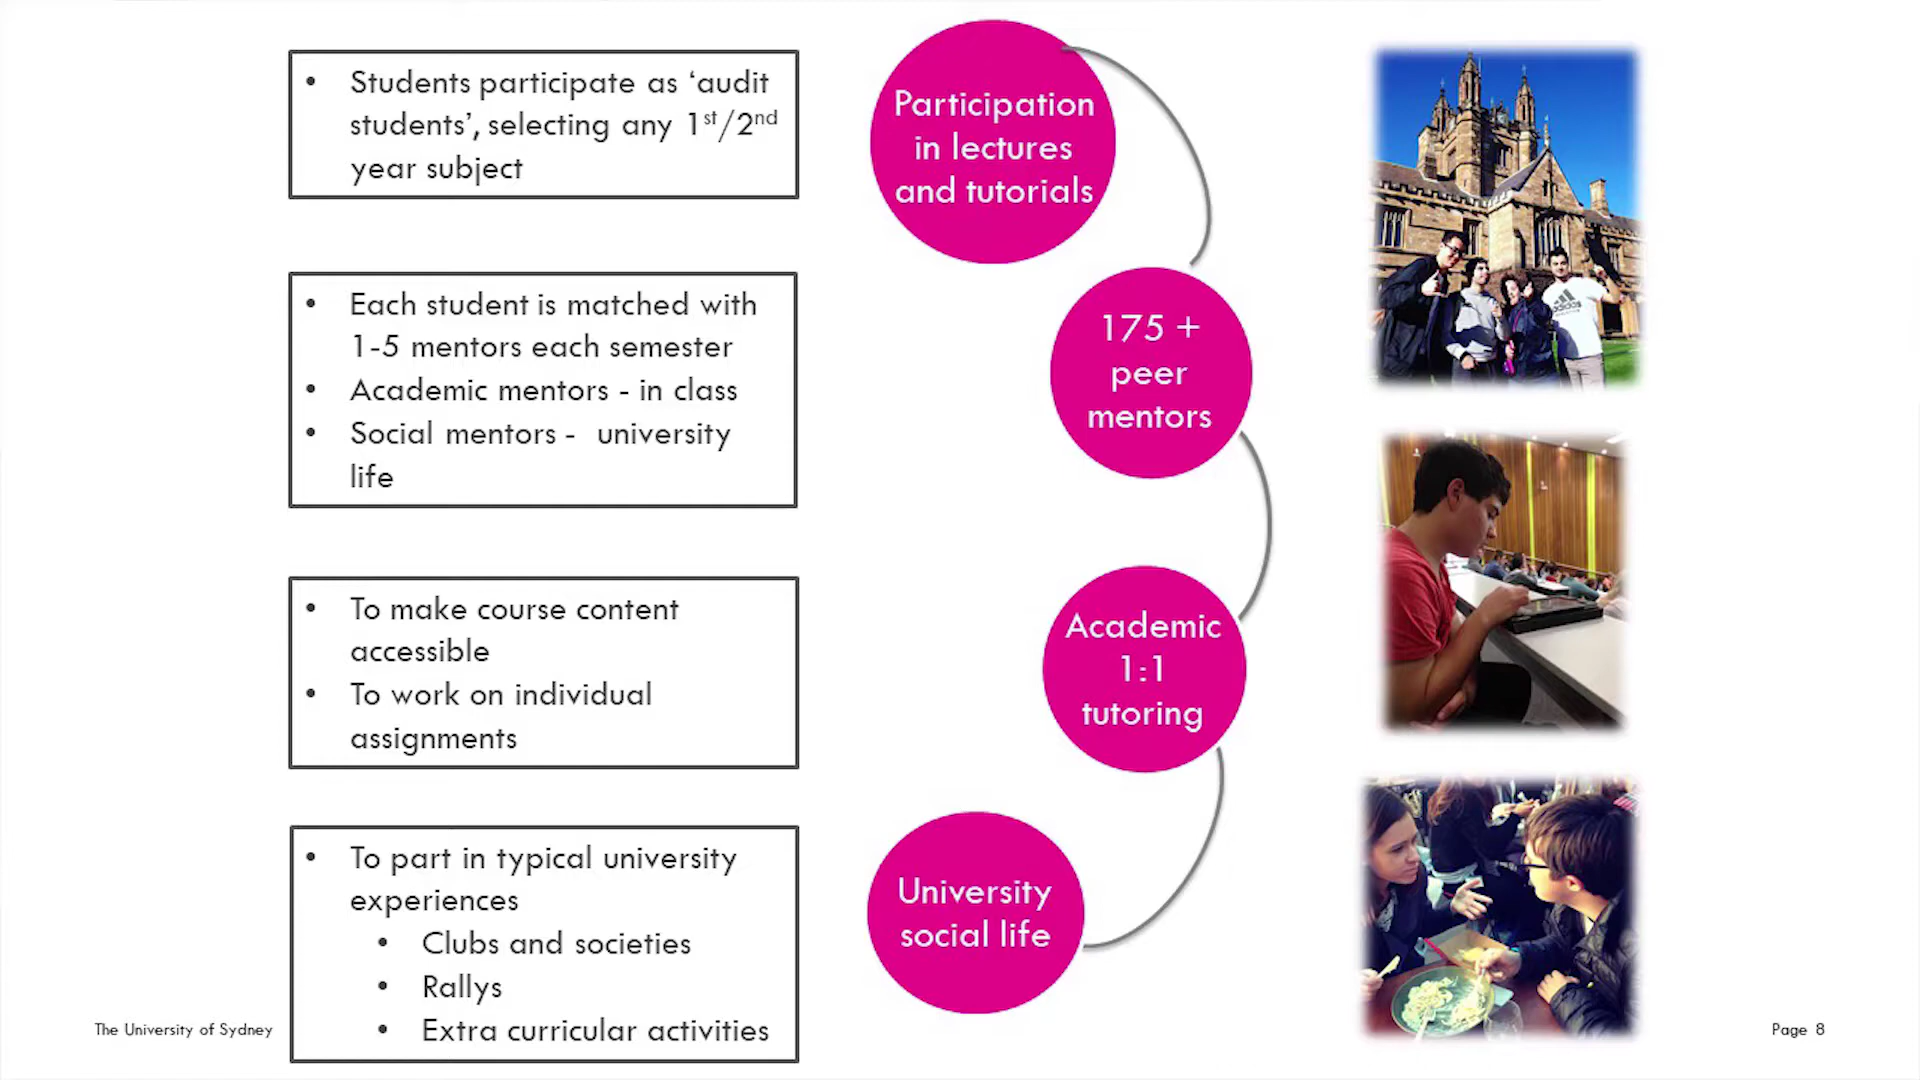 • Students participate as ‘audit
students’, selecting any 1st/2nd
year subject
Participation
in lectures
and tutorials
• Each student is matched with
1-5 mentors each semester
• Academic mentors - in class
• Social mentors - university
life
175 +
peer
mentors
• To make course content
accessible
• To work on individual
assignments
Academic
1:1
tutoring
• To part in typical university
experiences
• Clubs and societies
• Rallys
• Extra curricular activities
University
social life
adidas
The University of Sydney
Page 8